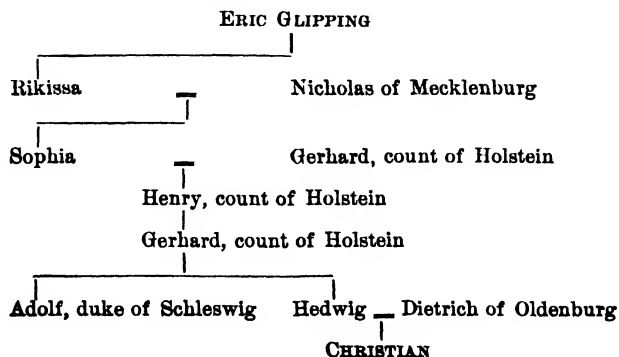 ERIC GLIPPING
Rikissa Nicholas of Mecklenburg
Sophia Gerhard, count of Holstein
Henry, count of Holstein
Gerhard, count of Holstein
Adolf, duke of Schleswig Hedwig Dietrich of Oldenburg
CHRISTIAN